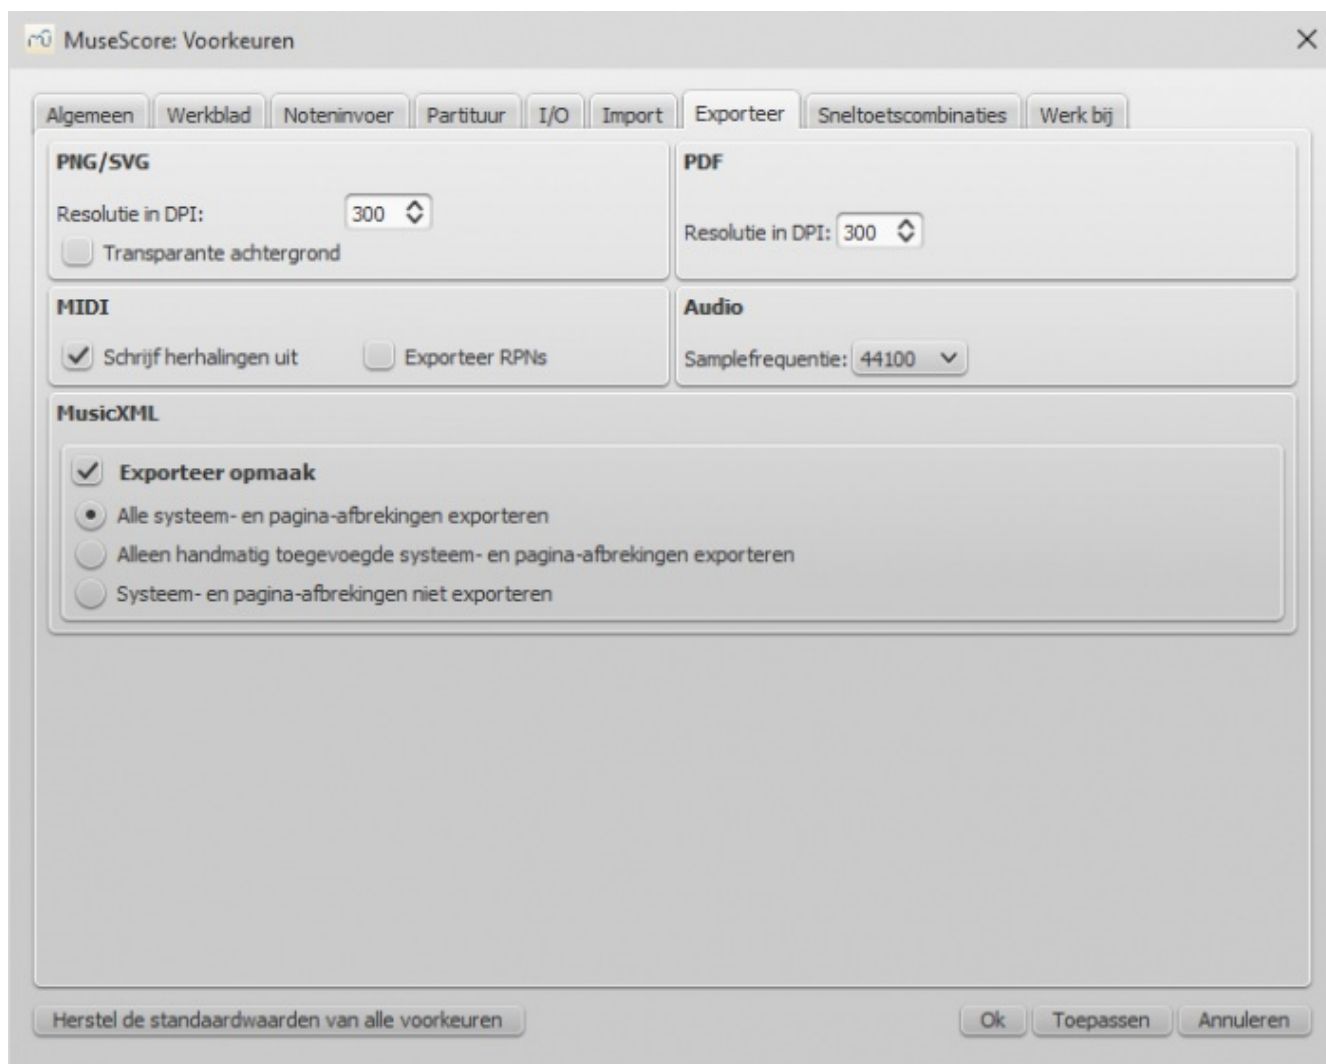 MuseScore: Voorkeuren
Algemeen Werkblad Noteninvoer Partituur I/O Import Exporteer Sneltoetscombinaties Werk bij
PNG/SVG
Resolutie in DPI: 300
Transparante achtergrond
PDF
Resolutie in DPI: 300
MIDI
Schrijf herhalingen uit Exporteer RPNs
Audio
Samplefrequentie: 44100
MusicXML
Exporteer opmaak
Alle systeem- en pagina-afbrekingen exporteren
Alleen handmatig toegevoegde systeem- en pagina-afbrekingen exporteren
Systeem- en pagina-afbrekingen niet exporteren
Herstel de standaardwaarden van alle voorkeuren Ok Toepassen Annuleren